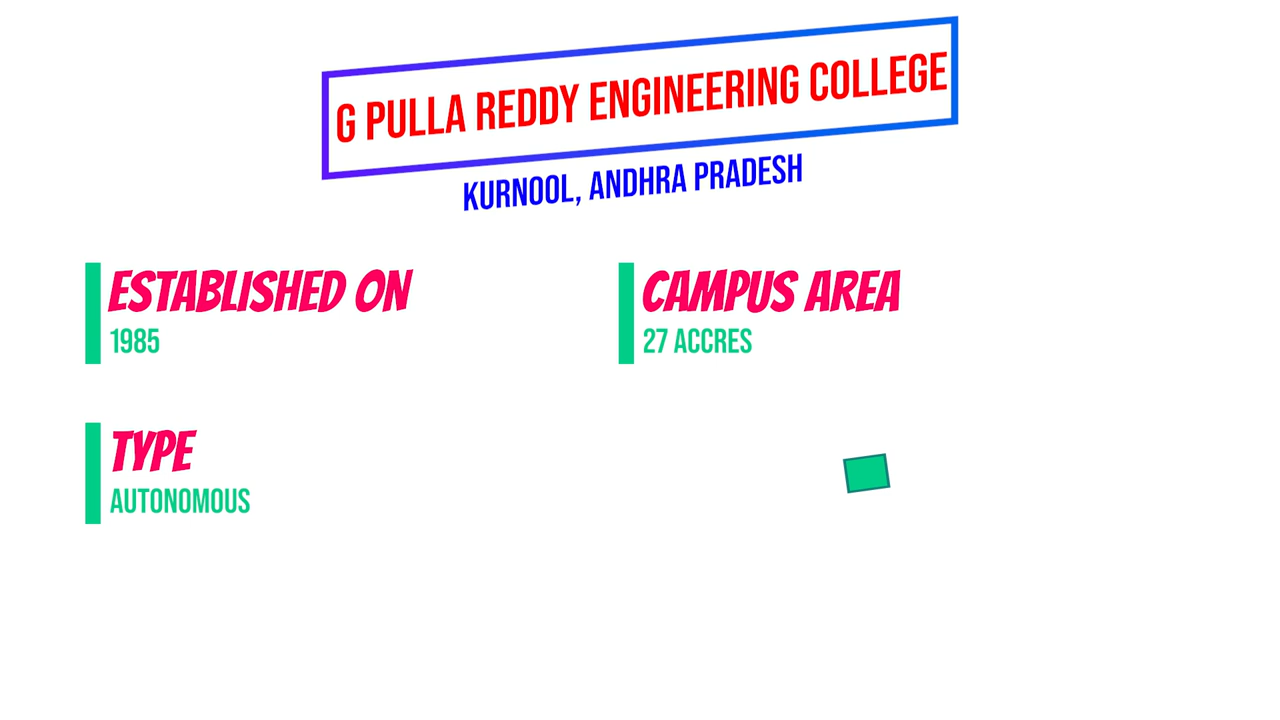 G PULLA REDDY ENGINEERING COLLEGE
KURNOOL, ANDHRA PRADESH
ESTABLISHED ON
1985
CAMPUS AREA
27 ACCRES
TYPE
AUTONOMOUS